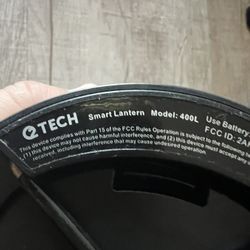 QTECH Smart Lantern Model: 400L Use Batter
FCC ID: 2A
This device complies with Part 15 of the FCC Rules Operation is subject to the following
(1) this device may not cause harmful interference, and (2) this device must accept any
received, including interference that may cause undesired operation.